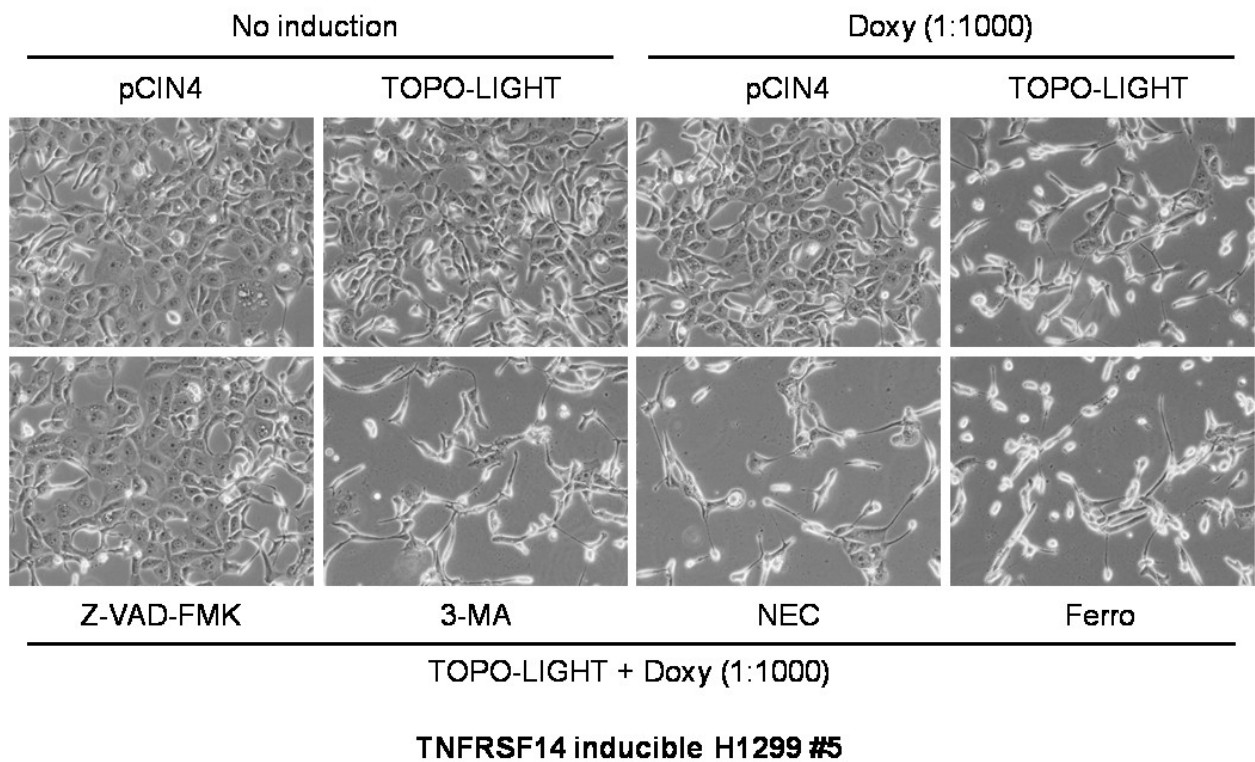 No induction
Doxy (1:1000)
pCIN4
TOPO-LIGHT
pCIN4
TOPO-LIGHT
Z-VAD-FMK
3-MA
NEC
Ferro
TOPO-LIGHT + Doxy (1:1000)
TNFRSF14 inducible H1299 #5